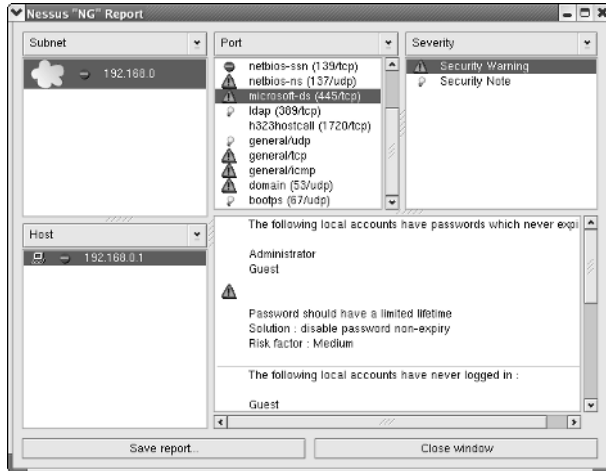 Nessus "NG" Report
Subnet
192.168.0
Port
netbios-ssn (139/tcp)
netbios-ns (137/udp)
microsoft-ds (445/tcp)
ldap (389/tcp)
h323hostcall (1720/tcp)
general/udp
general/tcp
general/icmp
domain (53/udp)
bootps (67/udp)
Severity
Security Warning
Security Note
Host
192.168.0.1
The following local accounts have passwords which never expi
Administrator
Guest
Password should have a limited lifetime
Solution : disable password non-expiry
Risk factor : Medium
The following local accounts have never logged in :
Guest
Save report...
Close window